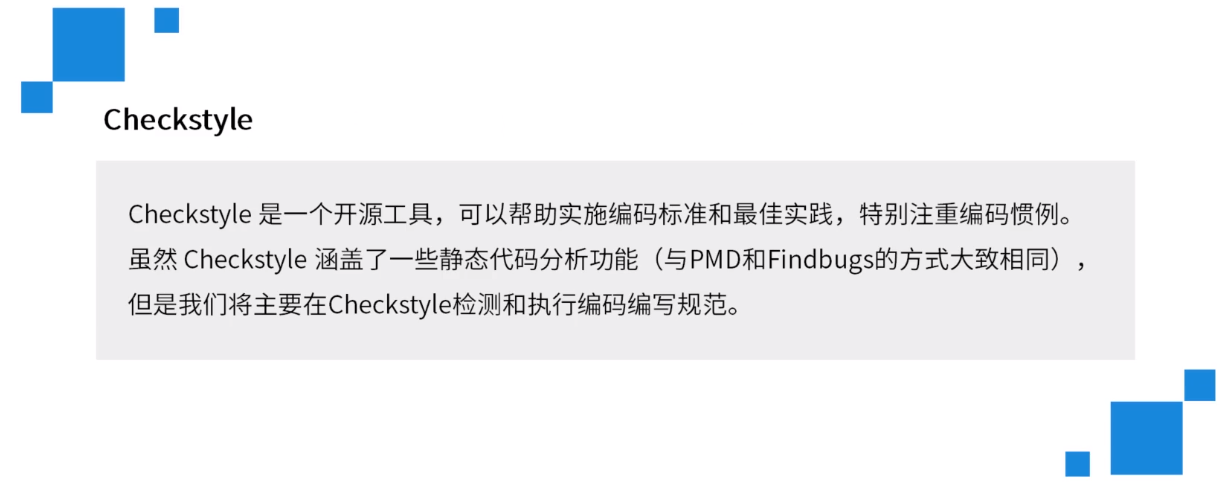 Checkstyle
Checkstyle 是一个开源工具，可以帮助实施编码标准和最佳实践，特别注重编码惯例。
虽然 Checkstyle 涵盖了一些静态代码分析功能（与PMD和Findbugs的方式大致相同），
但是我们将主要在Checkstyle检测和执行编码编写规范。